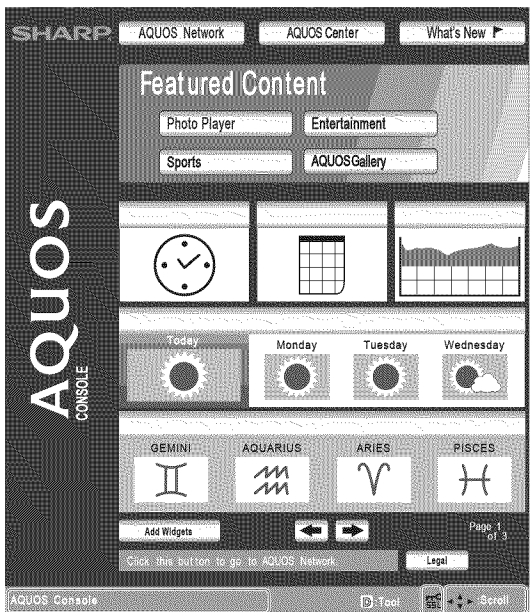 SHARP
AQUOS Network
AQUOS Center
What's New
Featured Content
Photo Player
Entertainment
Sports
AQUOSGallery
AQUOS
CONSOLE
Today
Monday
Tuesday
Wednesday
GEMINI
AQUARIUS
ARIES
PISCES
Add Widgets
Page 1
of 3
Click this button to go to AQUOS Network
Legal
AQUOS Console
D:Tool
:Scroll